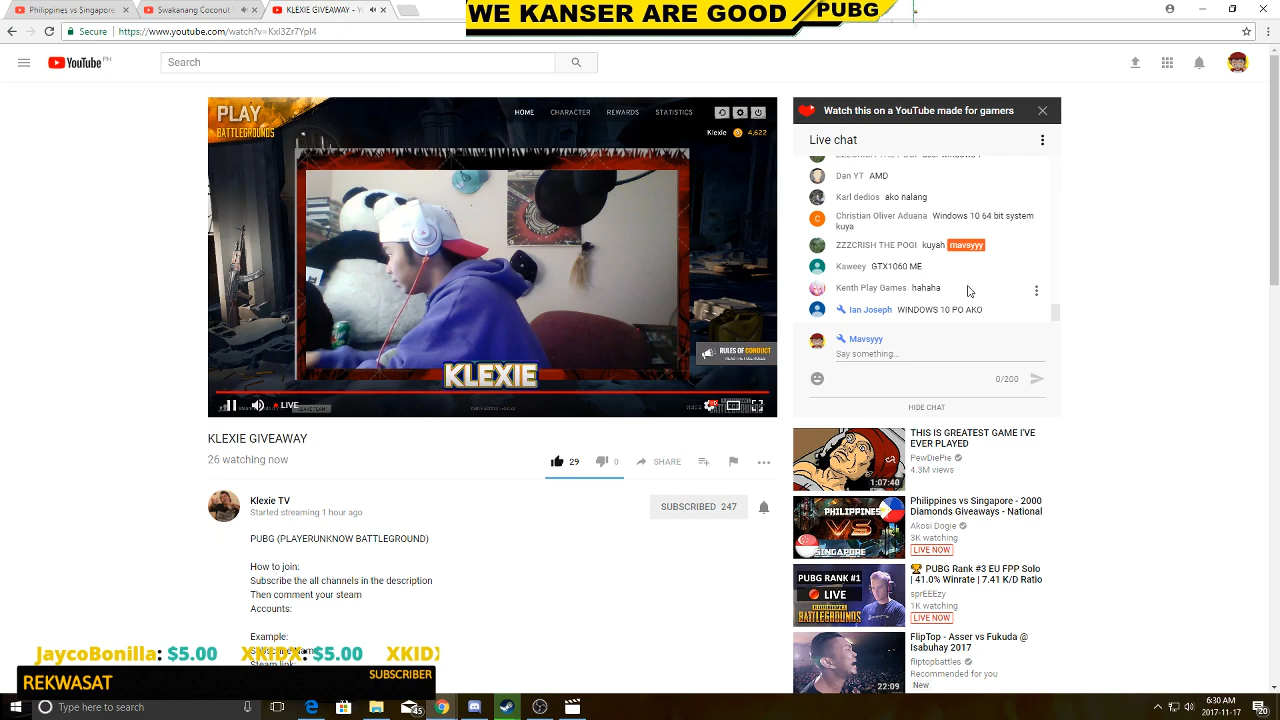 WE KANSER ARE GOOD
PUBG
Philippines vs Singapo
Swakanang Coconut
KLEXIE GIVEAWAY - Y
Secure
https://www.youtube.com/watch?v=Kxl3Zr7YpI4
YouTube PH
Search
PLAY
BATTLEGROUNDS
HOME
CHARACTER
REWARDS
STATISTICS
Klexie 4,622
RULES OF CONDUCT
KLEXIE
LIVE
Watch this on a YouTube made for gamers
Live chat
Dan YT AMD
Karl dedios ako nalang
Christian Oliver Aduana Windows 10 64 bit system
kuya
ZZZCRISH THE POGI kuyah mavsyyy
Kaweey GTX1060 ME
Kenth Play Games hahaha
Ian Joseph WINDOWS 10 PO AKO
Mavsyyy
Say something...
0/200
HIDE CHAT
KLEXIE GIVEAWAY
26 watching now
29
0
SHARE
Klexie TV
Started streaming 1 hour ago
SUBSCRIBED 247
PUBG (PLAYERUNKNOW BATTLEGROUND)
How to join:
Subscribe the all channels in the description
Then comment your steam
Accounts:
Example:
JaycoBonilla: $5.00
$5.00
REKWASAT
SUBSCRIBER
1:07:40
THIS IS GREATEST GAME I'VE
EVER PLAYED
PewDiePie
4.3M views
PHILIPPINES
VS
SINGAPORE
Philippines vs Singapore - 2000
Diamonds Giveaways - National
Akosi Dogie
3K watching
LIVE NOW
PUBG RANK #1
LIVE
BATTLEGROUNDS
PUBG Rank #3 EU FPP Solo
| 41.0% Winrate | 7.41 K/D Ratio
sprEEEzy
1K watching
LIVE NOW
22:09
FlipTop - Asser vs Fukuda @
Isabuhay 2017
fliptopbattles
Recommended for you
New
Type here to search
6:30 AM
2017-11-17